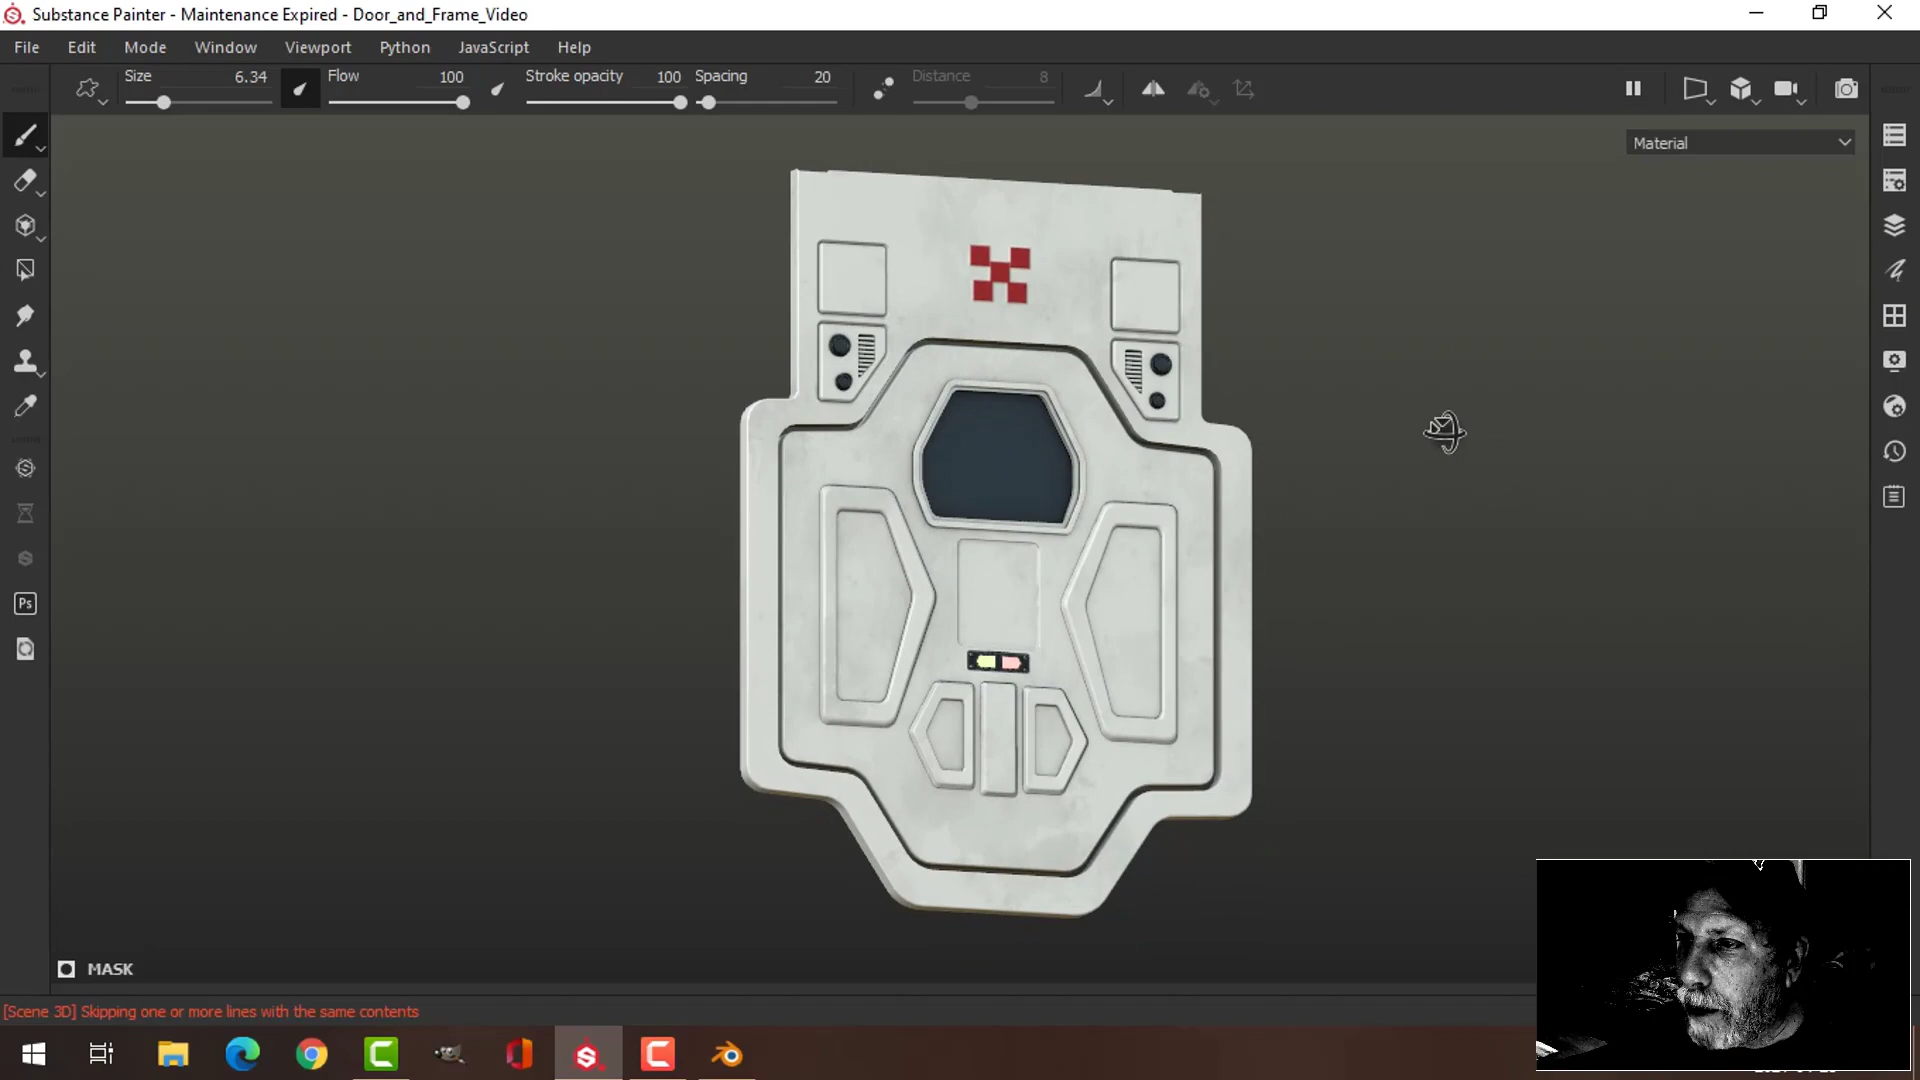 Substance Painter - Maintenance Expired - Door_and_Frame_Video
File Edit Mode Window Viewport Python JavaScript Help
Size 6.34 Flow 100 Stroke opacity 100 Spacing 20 Distance 8
Material
Ps
MASK
[Scene 3D] Skipping one or more lines with the same contents